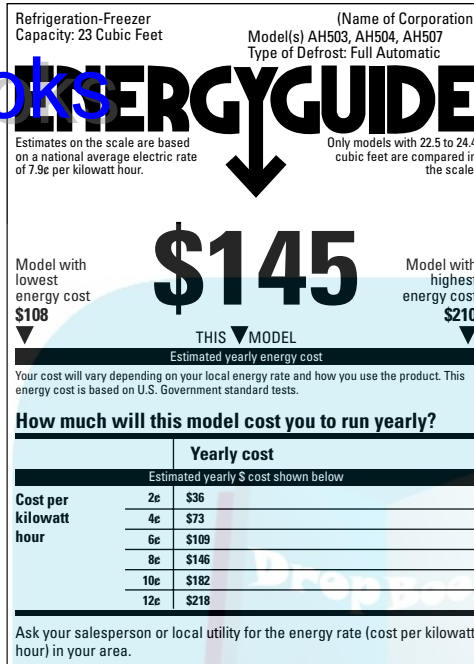 Refrigeration-Freezer
Capacity: 23 Cubic Feet
(Name of Corporation
Model(s) AH503, AH504, AH507
Type of Defrost: Full Automatic
oks
ENERGYGUIDE
Estimates on the scale are based
on a national average electric rate
of 7.9¢ per kilowatt hour.
Only models with 22.5 to 24.4
cubic feet are compared in
the scale
$145
Model with
lowest
energy cost
$108
Model with
highest
energy cost
$210
THIS ▼ MODEL
Estimated yearly energy cost
Your cost will vary depending on your local energy rate and how you use the product. This
energy cost is based on U.S. Government standard tests.
How much will this model cost you to run yearly?
Yearly cost
Estimated yearly $ cost shown below
Cost per
kilowatt
hour
2¢ $36
4¢ $73
6¢ $109
8¢ $146
10¢ $182
12¢ $218
DropBoo
Ask your salesperson or local utility for the energy rate (cost per kilowatt
hour) in your area.